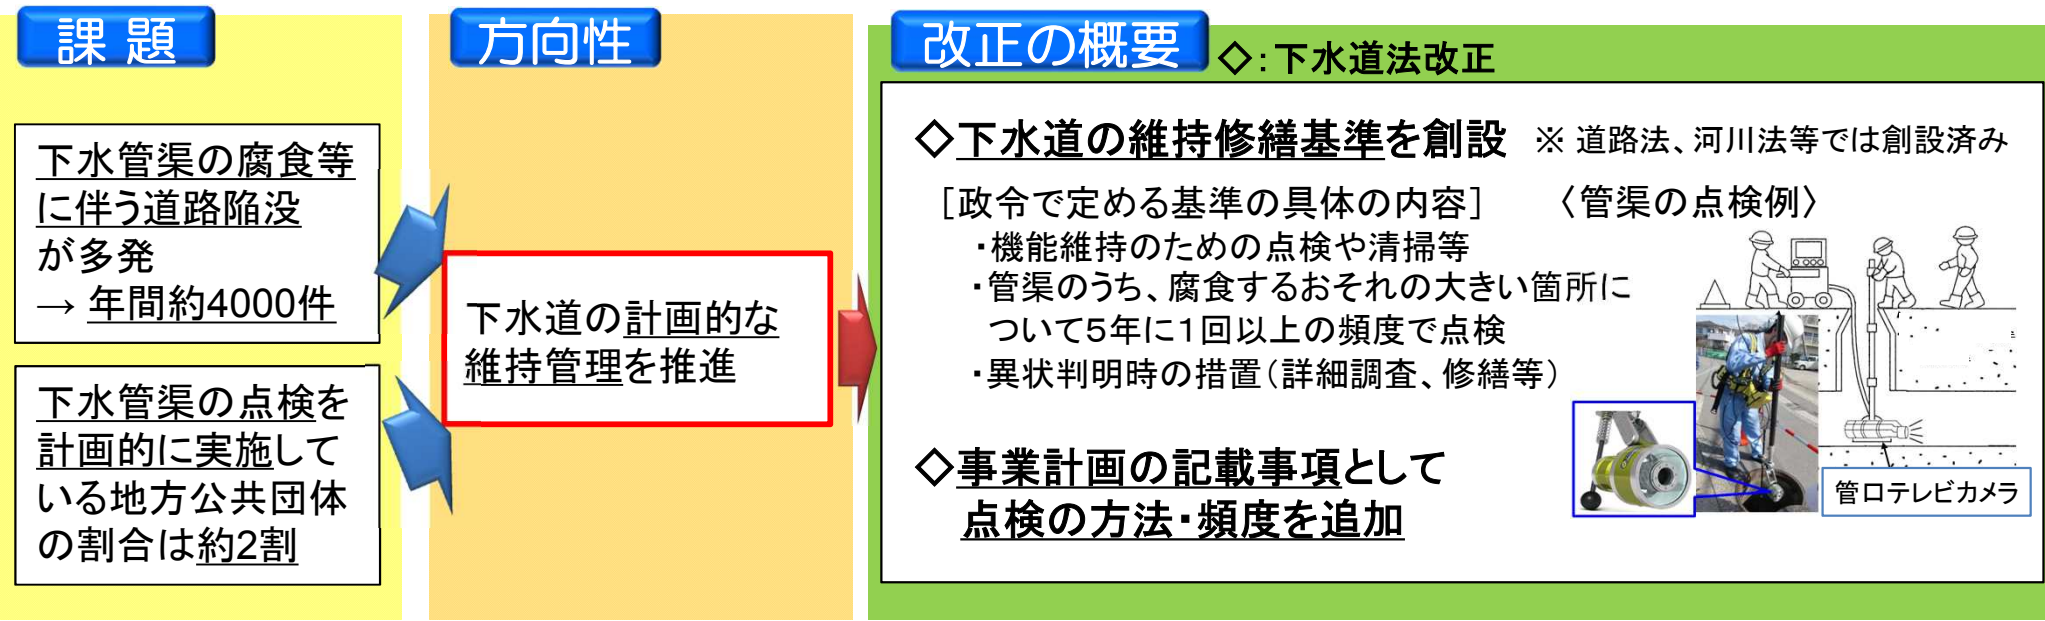 課 題
下水管渠の腐食等
に伴う道路陥没
が多発
→ 年間約4000件
下水管渠の点検を
計画的に実施して
いる地方公共団体
の割合は約2割
方向性
下水道の計画的な
維持管理を推進
改正の概要
◇：下水道法改正
◇下水道の維持修繕基準を創設 ※ 道路法、河川法等では創設済み
［政令で定める基準の具体の内容］
・機能維持のための点検や清掃等
・管渠のうち、腐食するおそれの大きい箇所に
ついて5年に1回以上の頻度で点検
・異状判明時の措置（詳細調査、修繕等）
◇事業計画の記載事項として
点検の方法・頻度を追加
〈管渠の点検例〉
管口テレビカメラ